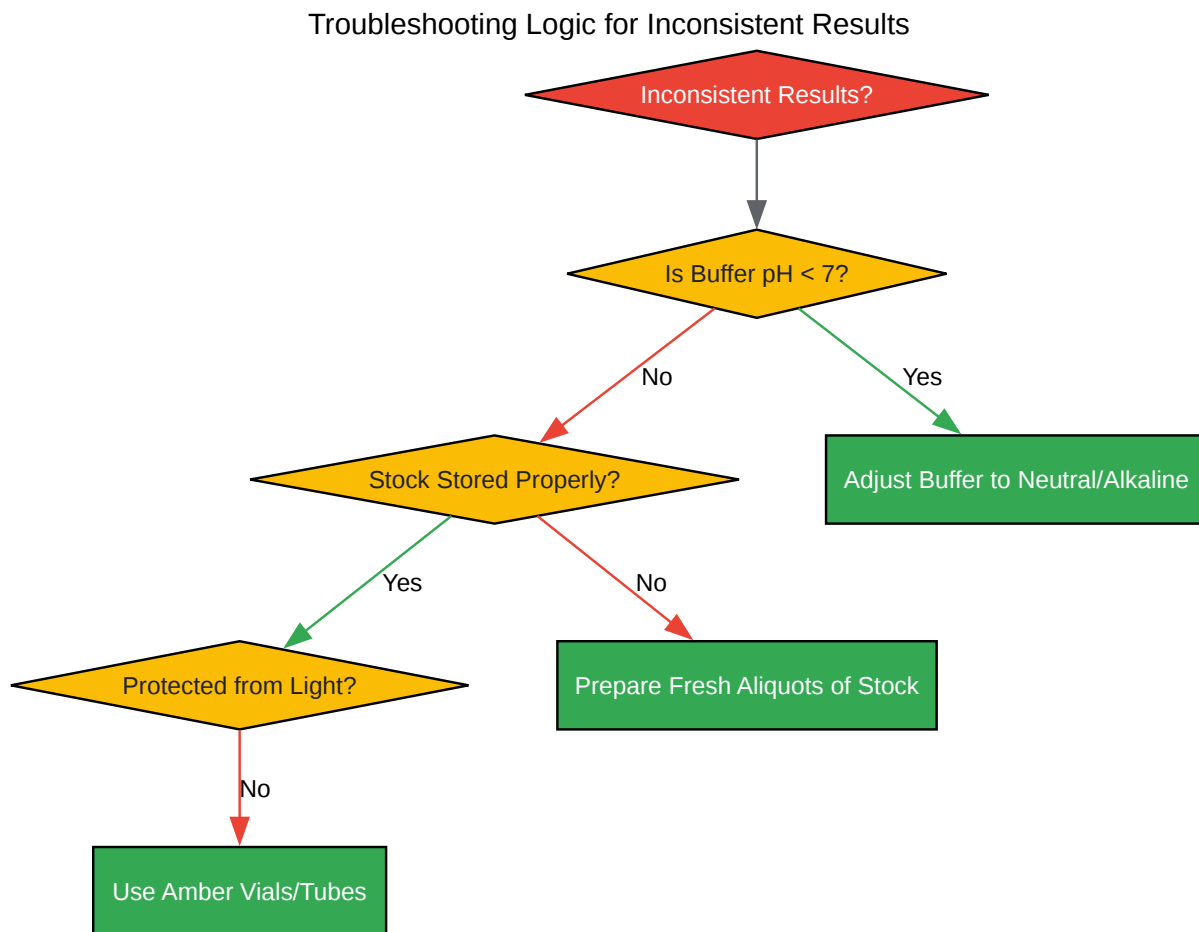 Troubleshooting Logic for Inconsistent Results
Inconsistent Results?
Is Buffer pH < 7?
No
Yes
Stock Stored Properly?
Adjust Buffer to Neutral/Alkaline
Yes
No
Protected from Light?
Prepare Fresh Aliquots of Stock
No
Use Amber Vials/Tubes